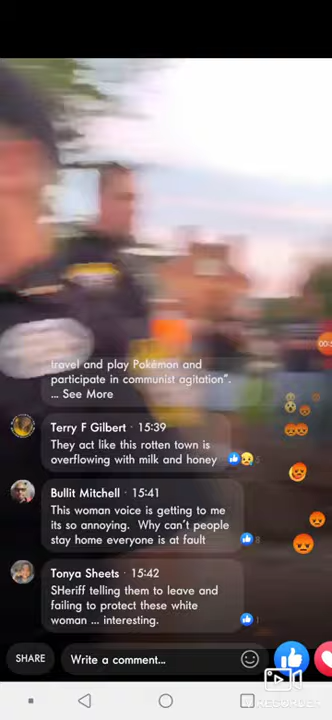 travel and play Pokémon and
participate in communist agitation".
... See More
Terry F Gilbert · 15:39
They act like this rotten town is
overflowing with milk and honey
5
Bullit Mitchell · 15:41
This woman voice is getting to me
its so annoying. Why can't people
stay home everyone is at fault
8
Tonya Sheets · 15:42
SHeriff telling them to leave and
failing to protect these white
woman ... interesting.
1
SHARE
Write a comment...